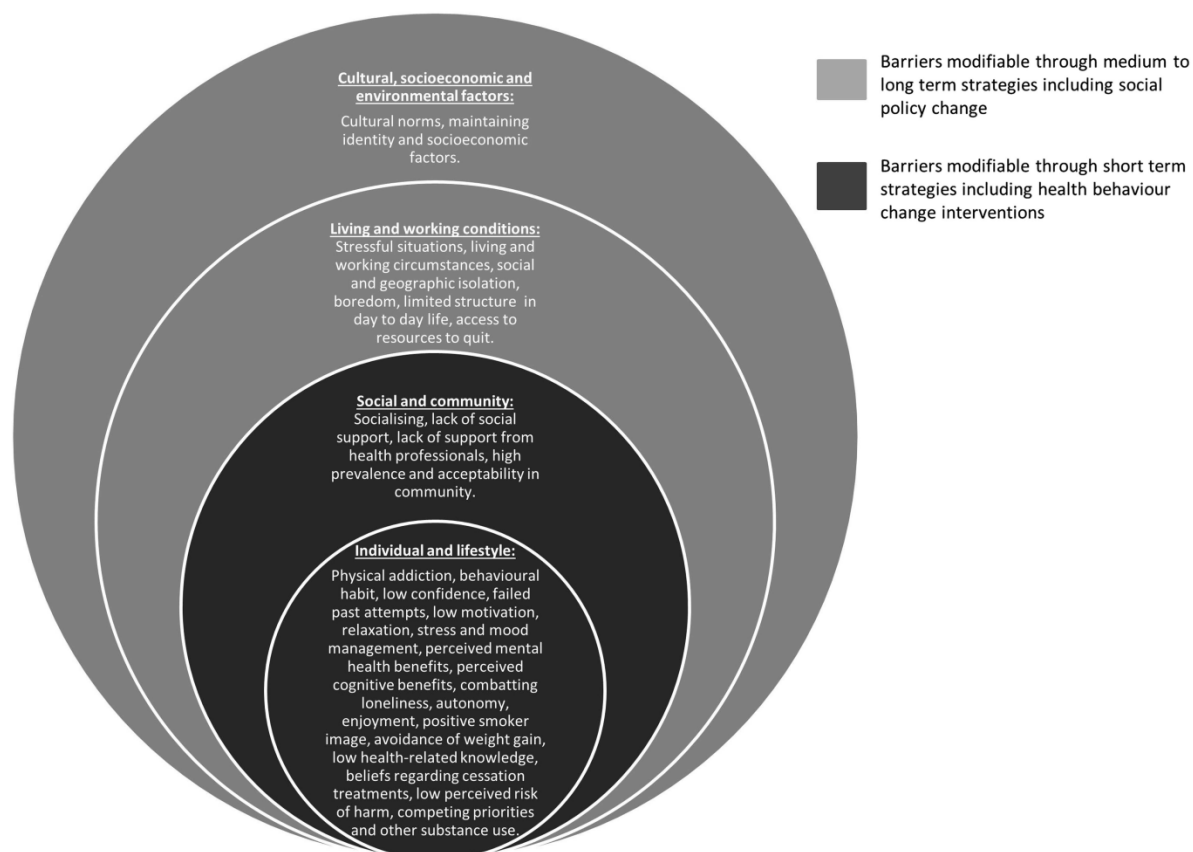 Cultural, socioeconomic and
environmental factors:
Cultural norms, maintaining
identity and socioeconomic
factors.
Living and working conditions:
Stressful situations, living and
working circumstances, social
and geographic isolation,
boredom, limited structure in
day to day life, access to
resources to quit.
Social and community:
Socialising, lack of social
support, lack of support from
health professionals, high
prevalence and acceptability in
community.
Individual and lifestyle:
Physical addiction, behavioural
habit, low confidence, failed
past attempts, low motivation,
relaxation, stress and mood
management, perceived mental
health benefits, perceived
cognitive benefits, combatting
loneliness, autonomy,
enjoyment, positive smoker
image, avoidance of weight gain,
low health-related knowledge,
beliefs regarding cessation
treatments, low perceived risk
of harm, competing priorities
and other substance use.
Barriers modifiable through medium to
long term strategies including social
policy change
Barriers modifiable through short term
strategies including health behaviour
change interventions